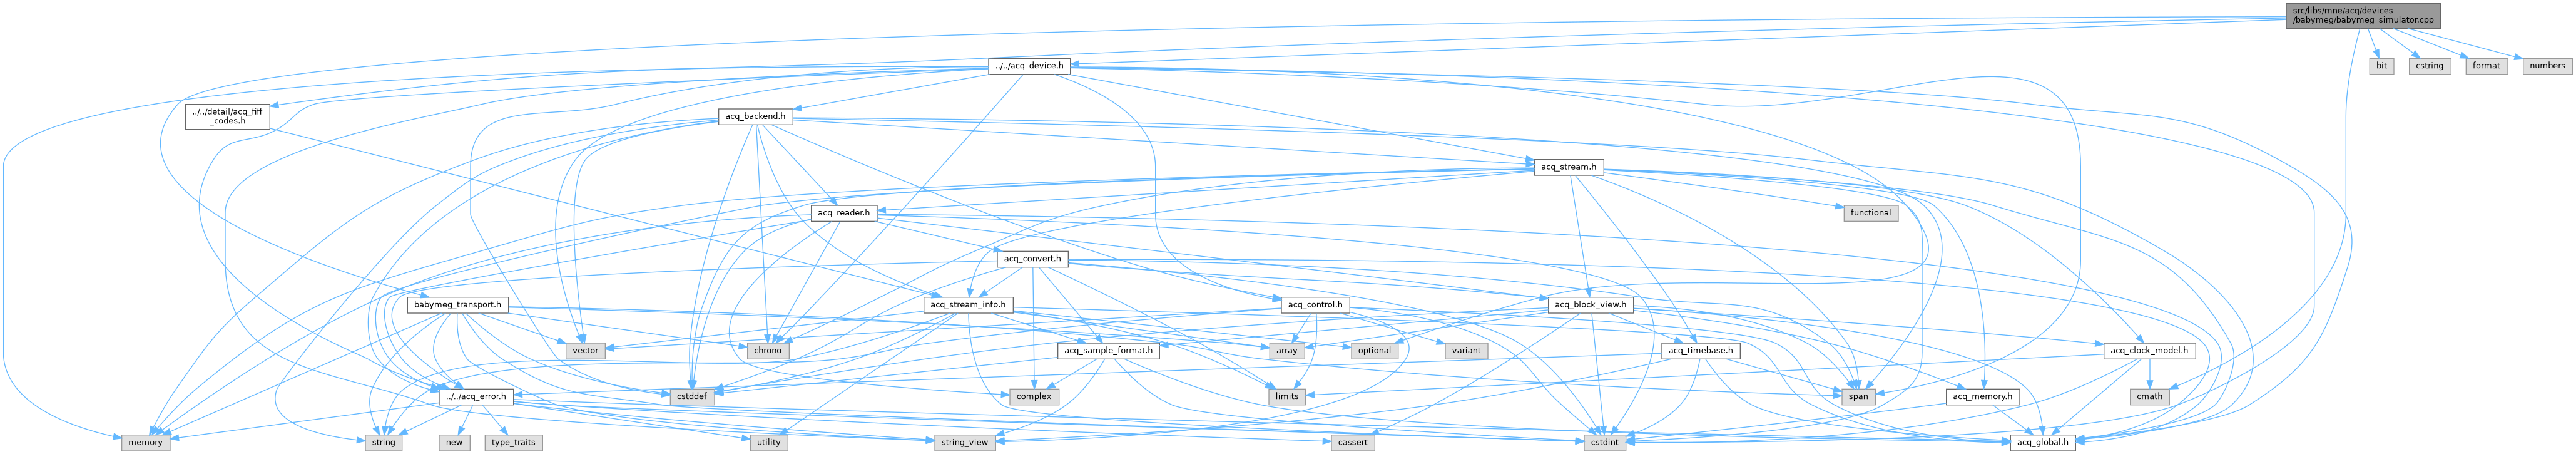 src/libs/mne/acq/devices
/babymeg/babymeg_simulator.cpp
../../acq_device.h
bit
cstring
format
numbers
../../detail/acq_fiff
_codes.h
acq_backend.h
acq_stream.h
acq_reader.h
functional
acq_convert.h
babymeg_transport.h
acq_stream_info.h
acq_control.h
acq_block_view.h
vector
chrono
acq_sample_format.h
array
optional
variant
acq_timebase.h
acq_clock_model.h
../../acq_error.h
cstddef
complex
limits
span
acq_memory.h
cmath
memory
string
new
type_traits
utility
string_view
cassert
cstdint
acq_global.h